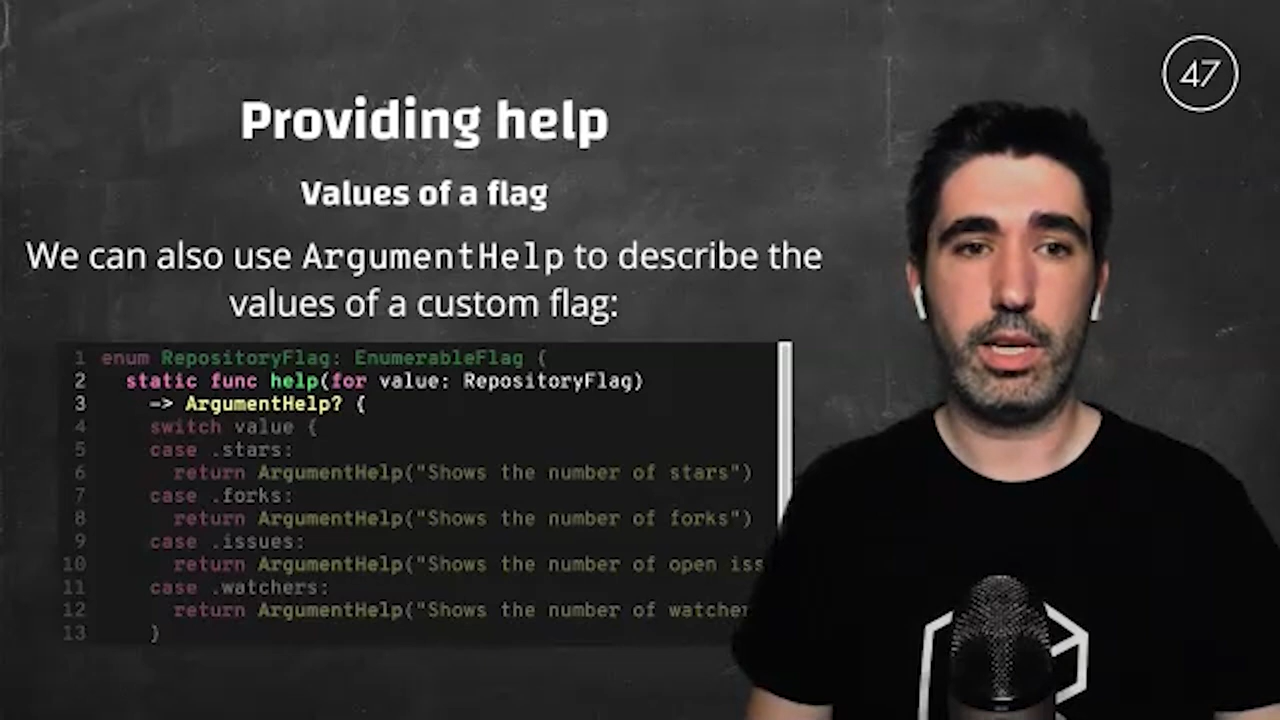 47
Providing help
Values of a flag
We can also use ArgumentHelp to describe the
values of a custom flag:
1 enum RepositoryFlag: EnumerableFlag {
2 static func help(for value: RepositoryFlag)
3 -> ArgumentHelp? {
4 switch value {
5 case .stars:
6 return ArgumentHelp("Shows the number of stars")
7 case .forks:
8 return ArgumentHelp("Shows the number of forks")
9 case .issues:
10 return ArgumentHelp("Shows the number of open iss
11 case .watchers:
12 return ArgumentHelp("Shows the number of watcher
13 }